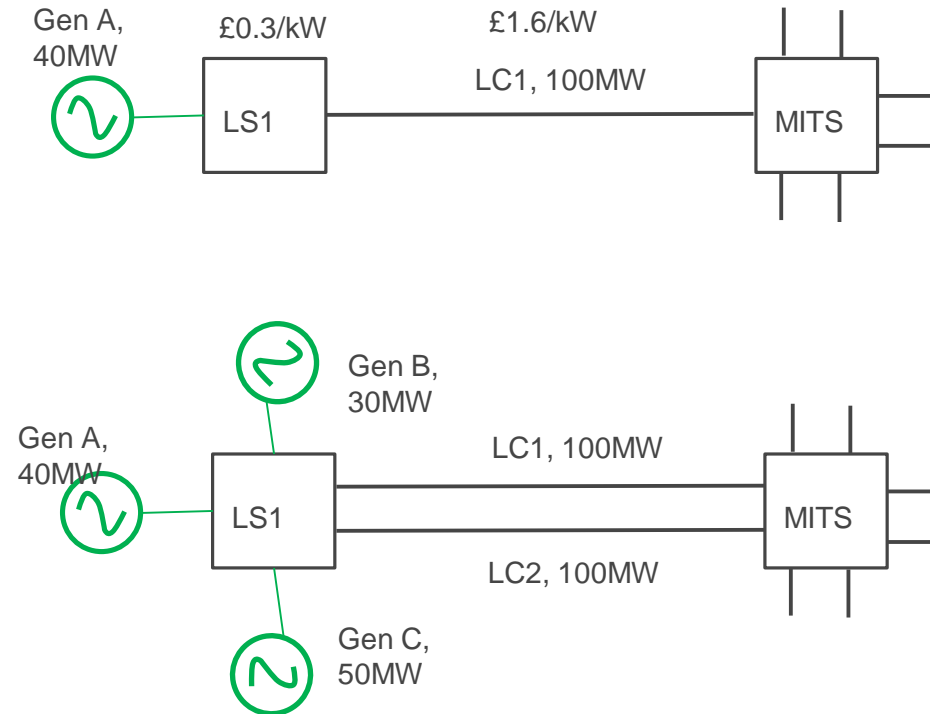 Gen A,
40MW
£0.3/kW
£1.6/kW
LC1, 100MW
LS1
MITS
Gen B,
30MW
Gen A,
40MW
LC1, 100MW
LS1
MITS
LC2, 100MW
Gen C,
50MW